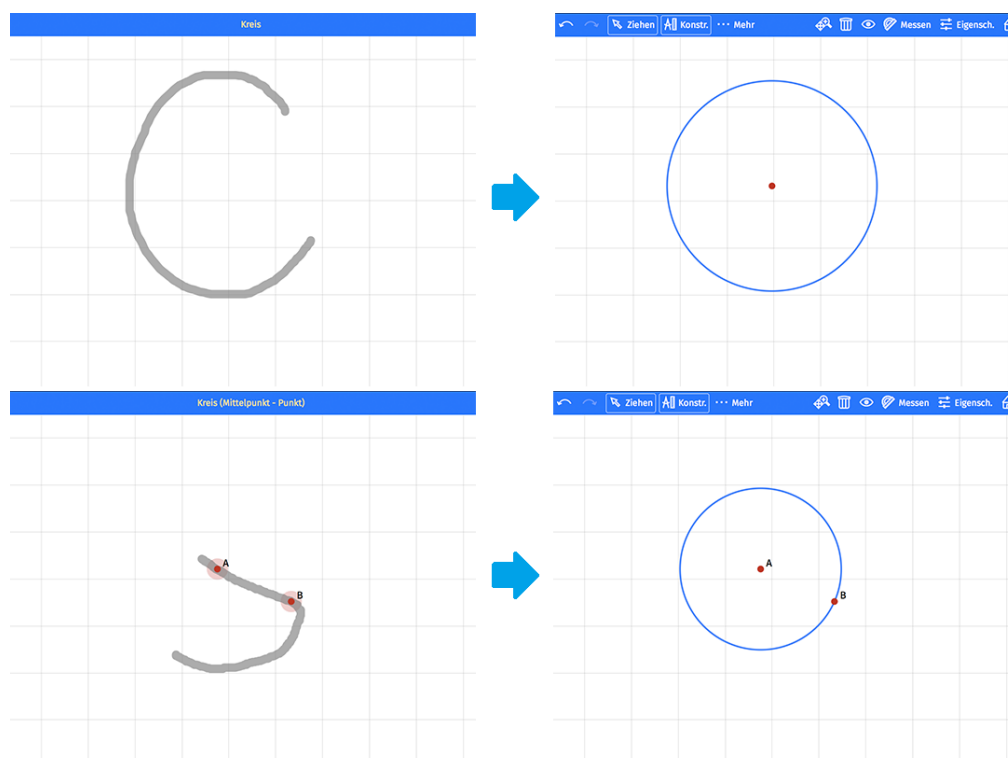 Kreis
Ziehen Konstr. ··· Mehr Messen Eigensch.
Kreis (Mittelpunkt - Punkt)
Ziehen Konstr. ··· Mehr Messen Eigensch.
A
B
A
B